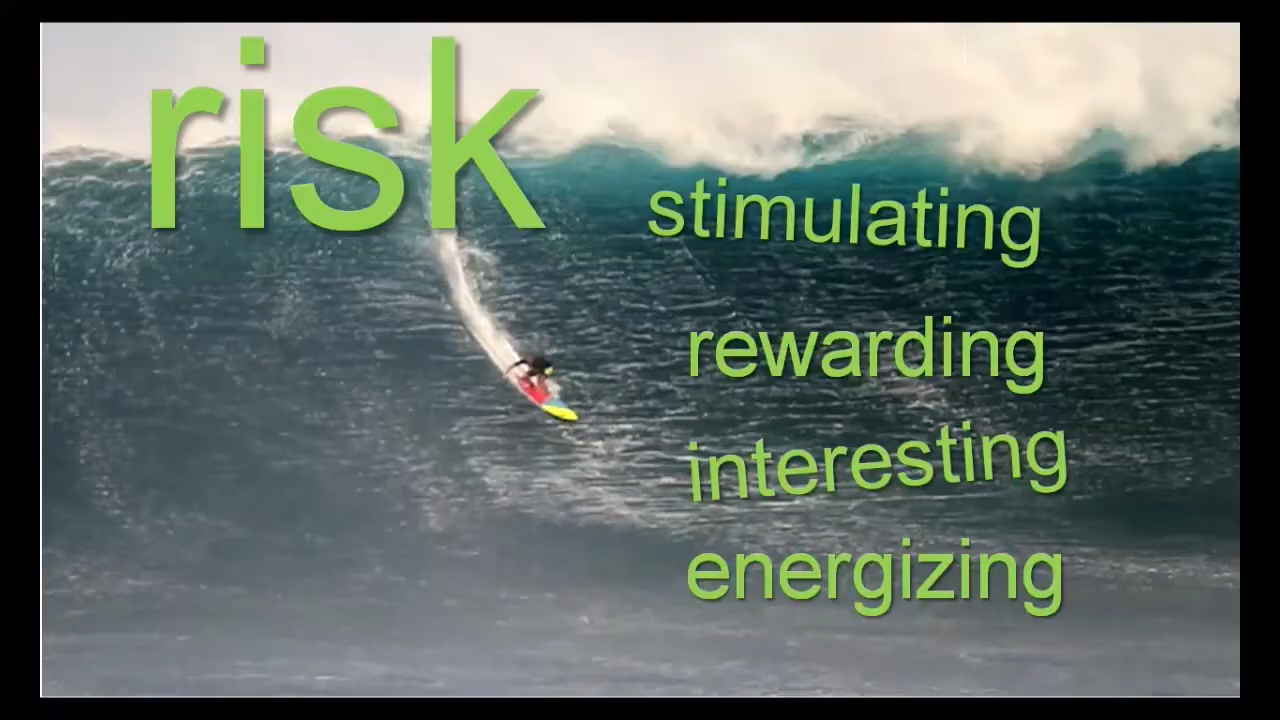 risk
stimulating
rewarding
interesting
energizing